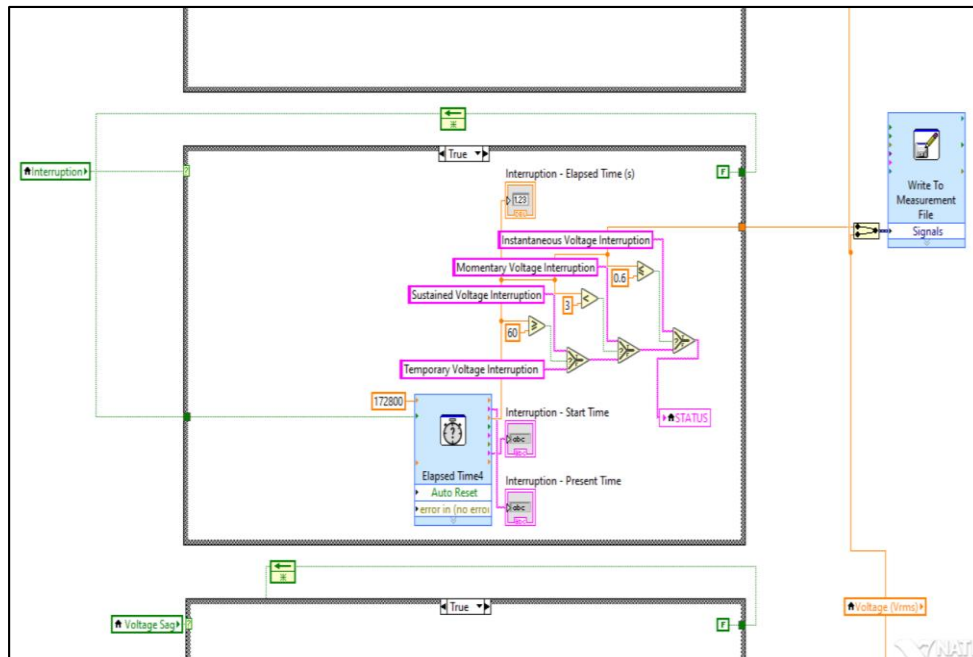 True
Interruption
F
Interruption - Elapsed Time (s)
1.23
Write To
Measurement
File
Signals
Instantaneous Voltage Interruption
Momentary Voltage Interruption
0.6
Sustained Voltage Interruption
3
60
Temporary Voltage Interruption
172800
STATUS
Interruption - Start Time
abc
Elapsed Time4
Auto Reset
error in (no erro
Interruption - Present Time
abc
True
Voltage Sag
F
Voltage (Vrms)
NATI